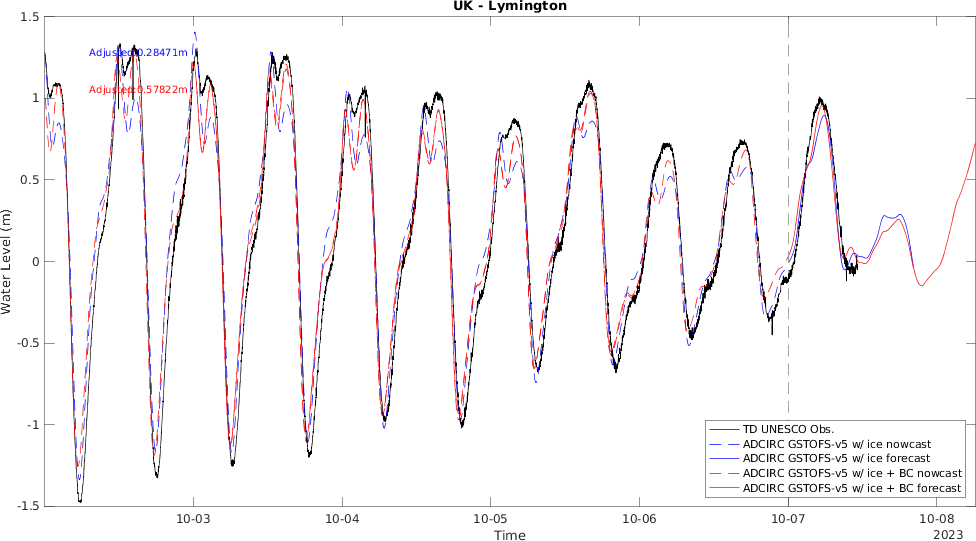 UK - Lymington
1.5
1
0.5
0
-0.5
-1
-1.5
Water Level (m)
Adjusted 0.28471m
Adjusted 0.57822m
TD UNESCO Obs.
ADCIRC GSTOFS-v5 w/ ice nowcast
ADCIRC GSTOFS-v5 w/ ice forecast
ADCIRC GSTOFS-v5 w/ ice + BC nowcast
ADCIRC GSTOFS-v5 w/ ice + BC forecast
10-03 10-04 10-05 10-06 10-07 10-08
Time
2023